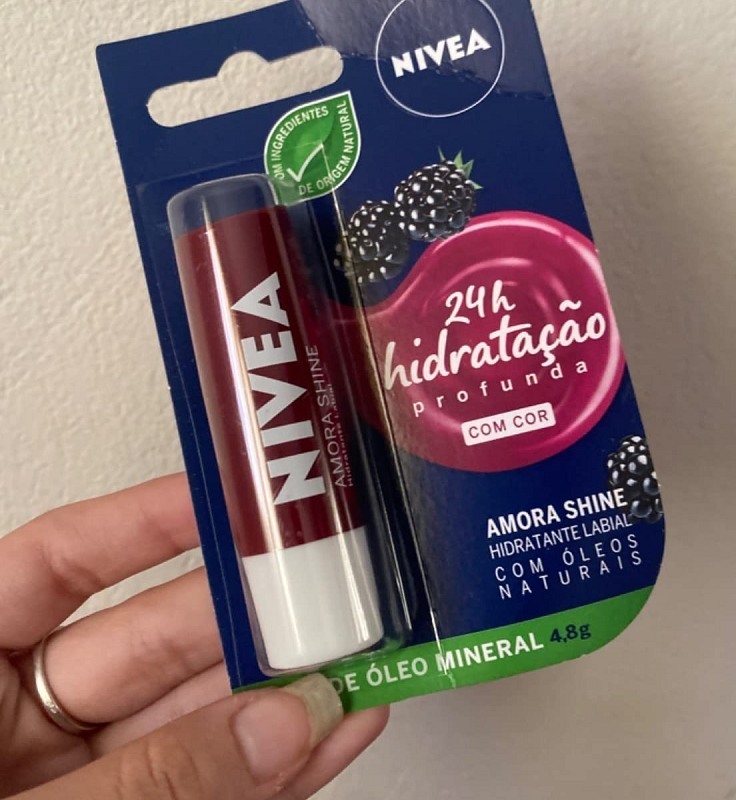 NIVEA
OM INGREDIENTES
DE ORIGEM NATURAL
24h
hidratação
profunda
COM COR
NIVEA
AMORA SHINE
Hidratante Labial
AMORA SHINE
HIDRATANTE LABIAL
COM ÓLEOS
NATURAIS
DE ÓLEO MINERAL 4,8g